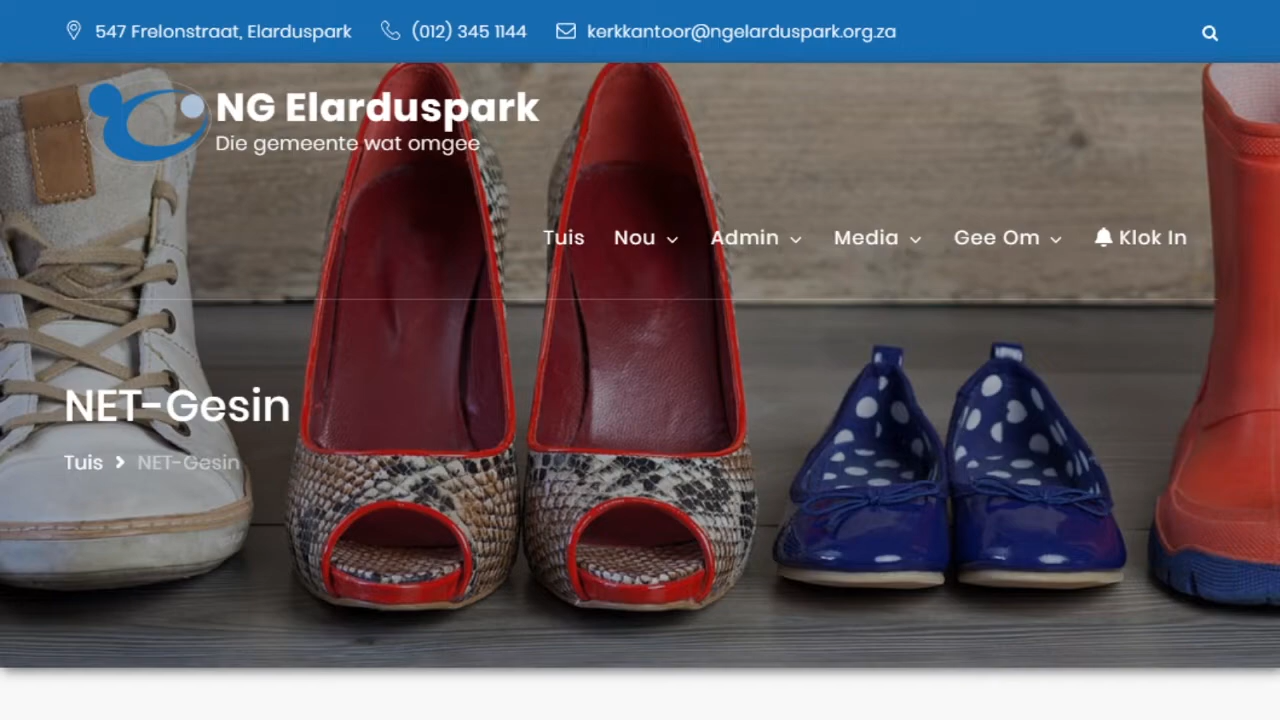 547 Frelonstraat, Elarduspark
(012) 345 1144
kerkkantoor@ngelarduspark.org.za
NG Elarduspark
Die gemeente wat omgee
Tuis
Nou
Admin
Media
Gee Om
Klok In
NET-Gesin
Tuis
NET-Gesin